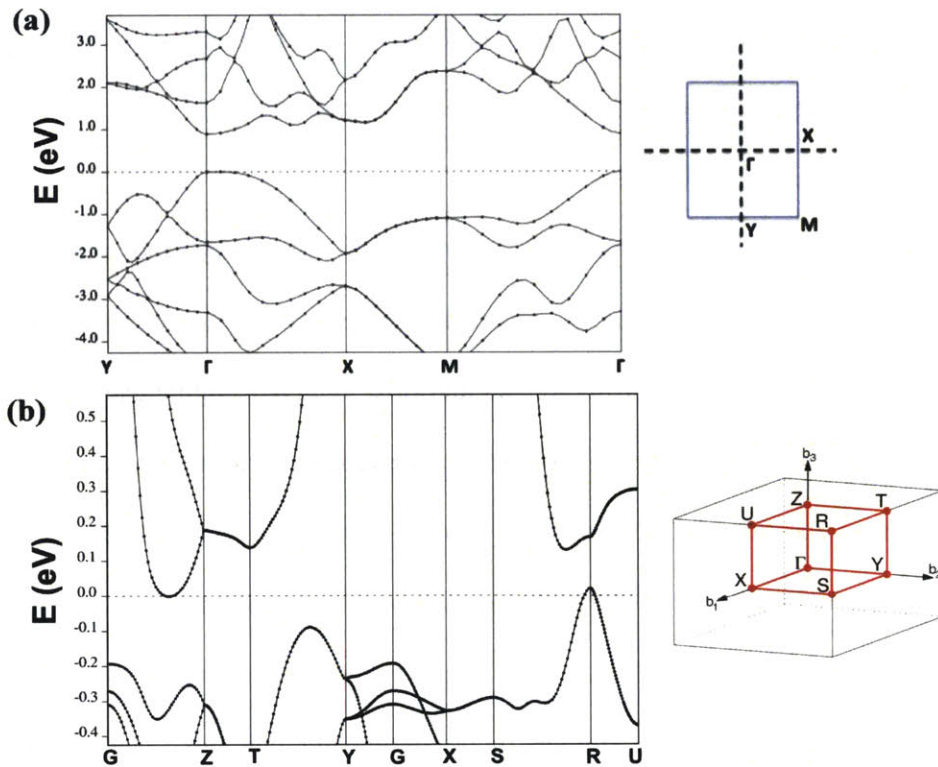 (a)
E (eV)
3.0
2.0
1.0
0.0
-1.0
-2.0
-3.0
-4.0
Y Γ X M Γ
X
Γ
Y M
(b)
E (eV)
0.5
0.4
0.3
0.2
0.1
0.0
-0.1
-0.2
-0.3
-0.4
G Z T Y G X S R U
b3
Z T
U R
Γ Y
X S
b1